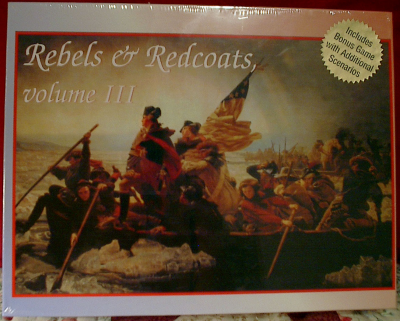 Rebels & Redcoats,
volume III
Includes
Bonus Game
with Additional
Scenarios